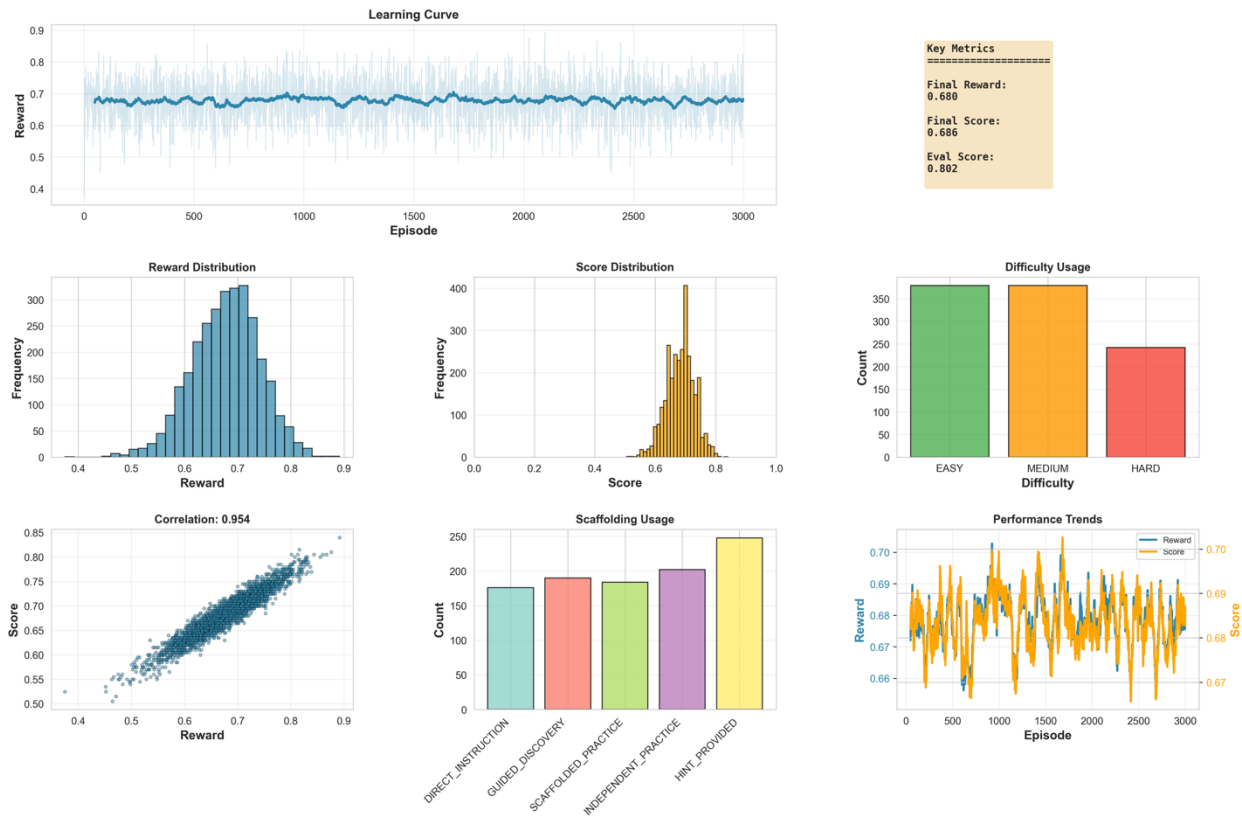 Learning Curve
0.9
0.8
0.7
0.6
0.5
0.4
Reward
0 500 1000 1500 2000 2500 3000
Episode
Key Metrics
====================
Final Reward:
0.680
Final Score:
0.686
Eval Score:
0.802
Reward Distribution
300
250
200
150
100
50
0
Frequency
0.4 0.5 0.6 0.7 0.8 0.9
Reward
Score Distribution
400
300
200
100
0
Frequency
0.0 0.2 0.4 0.6 0.8 1.0
Score
Difficulty Usage
350
300
250
200
150
100
50
0
Count
EASY MEDIUM HARD
Difficulty
Correlation: 0.954
0.85
0.80
0.75
0.70
0.65
0.60
0.55
0.50
Score
0.4 0.5 0.6 0.7 0.8 0.9
Reward
Scaffolding Usage
250
200
150
100
50
0
Count
DIRECT_INSTRUCTION
GUIDED_DISCOVERY
SCAFFOLDED_PRACTICE
INDEPENDENT_PRACTICE
HINT_PROVIDED
Performance Trends
Reward
Score
0.70
0.69
0.68
0.67
0.66
Reward
0.70
0.69
0.68
0.67
Score
0 500 1000 1500 2000 2500 3000
Episode